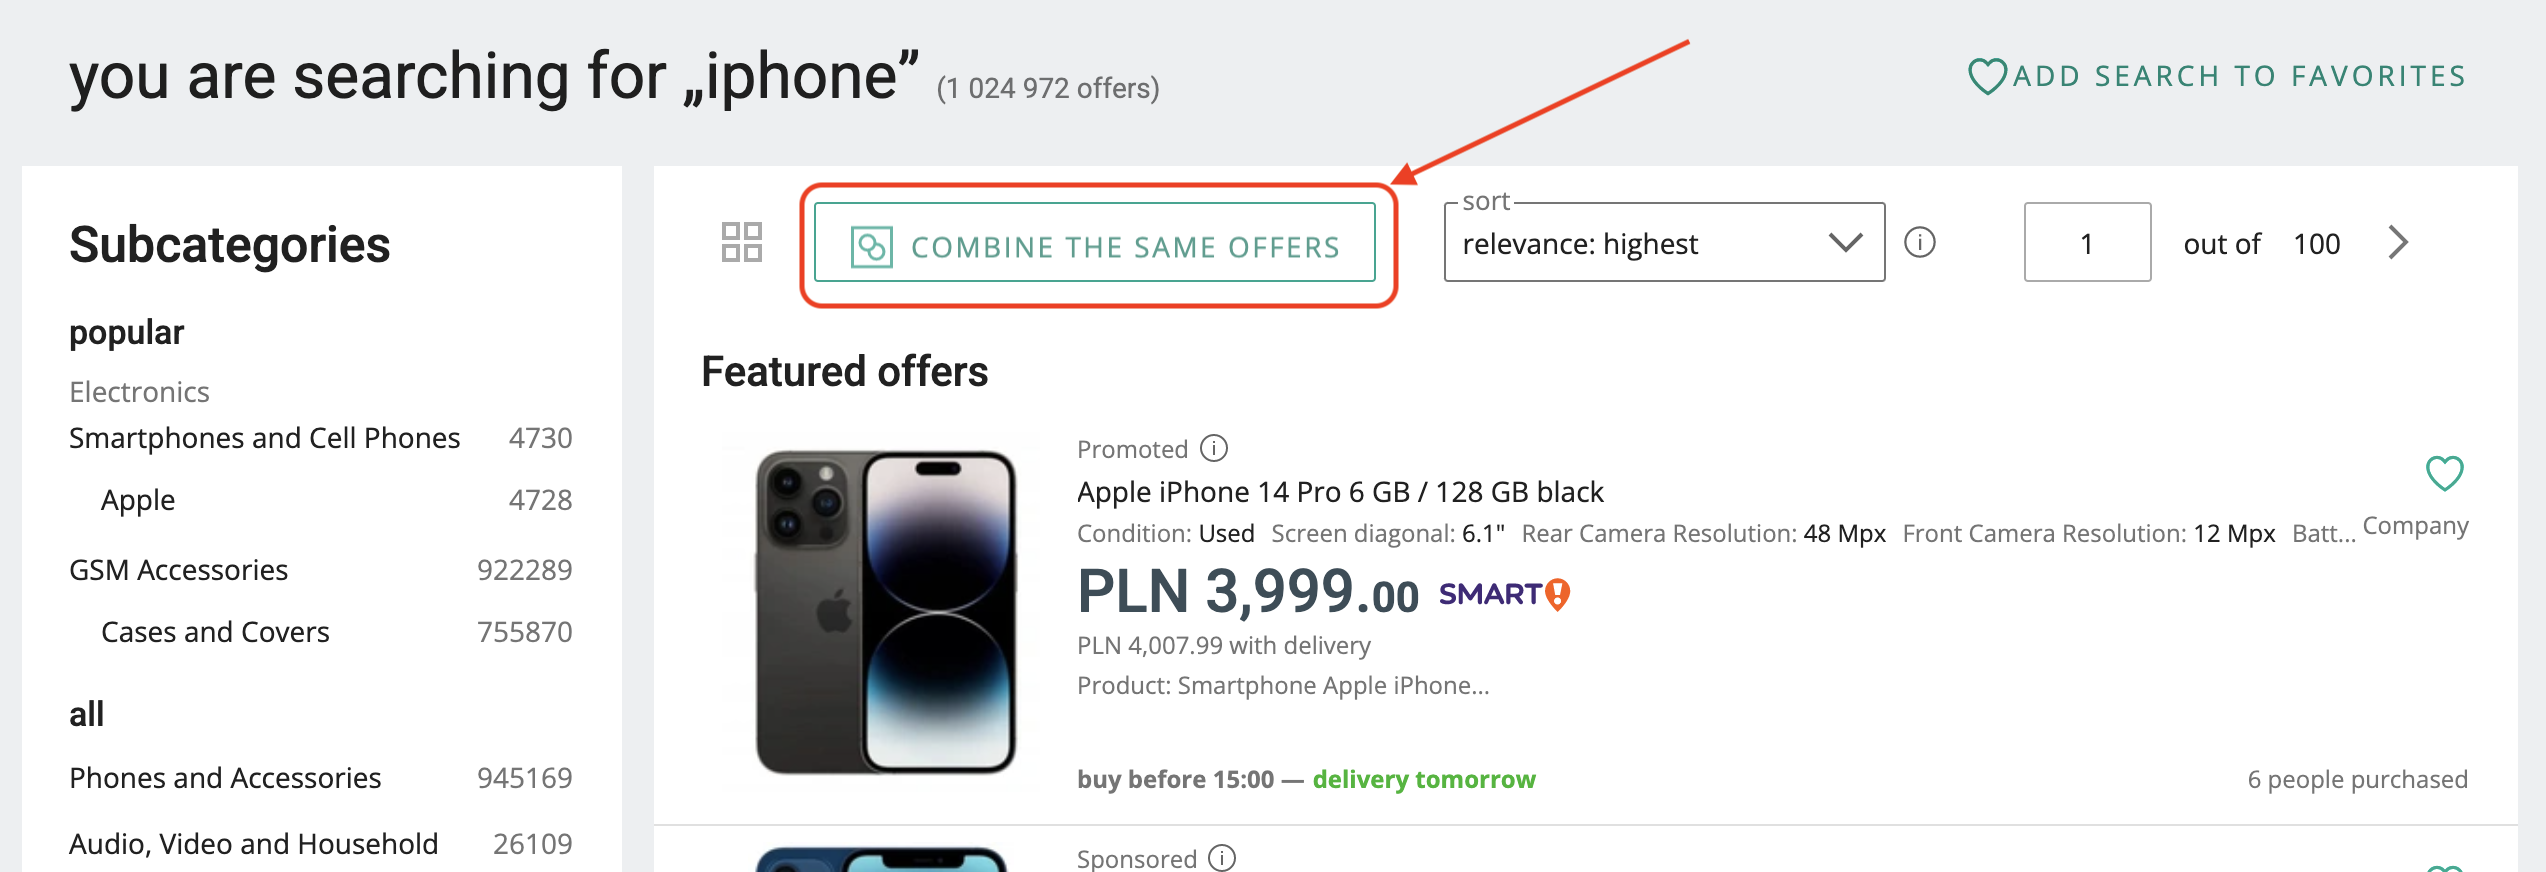 you are searching for „iphone” (1 024 972 offers)
ADD SEARCH TO FAVORITES
Subcategories
popular
Electronics
Smartphones and Cell Phones 4730
Apple 4728
GSM Accessories 922289
Cases and Covers 755870
all
Phones and Accessories 945169
Audio, Video and Household 26109
COMBINE THE SAME OFFERS
sort
relevance: highest
1 out of 100
Featured offers
Promoted
Apple iPhone 14 Pro 6 GB / 128 GB black
Condition: Used Screen diagonal: 6.1" Rear Camera Resolution: 48 Mpx Front Camera Resolution: 12 Mpx Batt...
Company
PLN 3,999.00 SMART!
PLN 4,007.99 with delivery
Product: Smartphone Apple iPhone...
buy before 15:00 — delivery tomorrow
6 people purchased
Sponsored